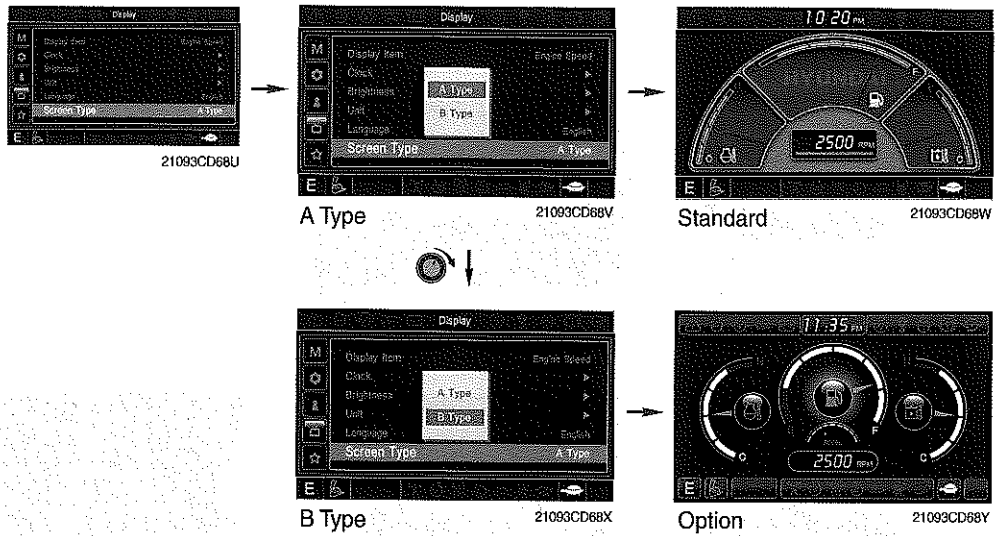 Display
M
Display Item Engine Speed
Clock
Brightness
Unit
Language English
Screen Type A Type
E
21093CD68U
Display
M
Display Item Engine Speed
Clock
Brightness
Unit
Language English
Screen Type A Type
A Type
B Type
E
A Type 21093CD68V
10:20 PM
F
2500 RPM
C
C
E
Standard 21093CD68W
Display
M
Display Item Engine Speed
Clock
Brightness
Unit
Language English
Screen Type A Type
A Type
B Type
E
B Type 21093CD68X
11:35 PM
H
H
F
C
C
2500 RPM
E
Option 21093CD68Y